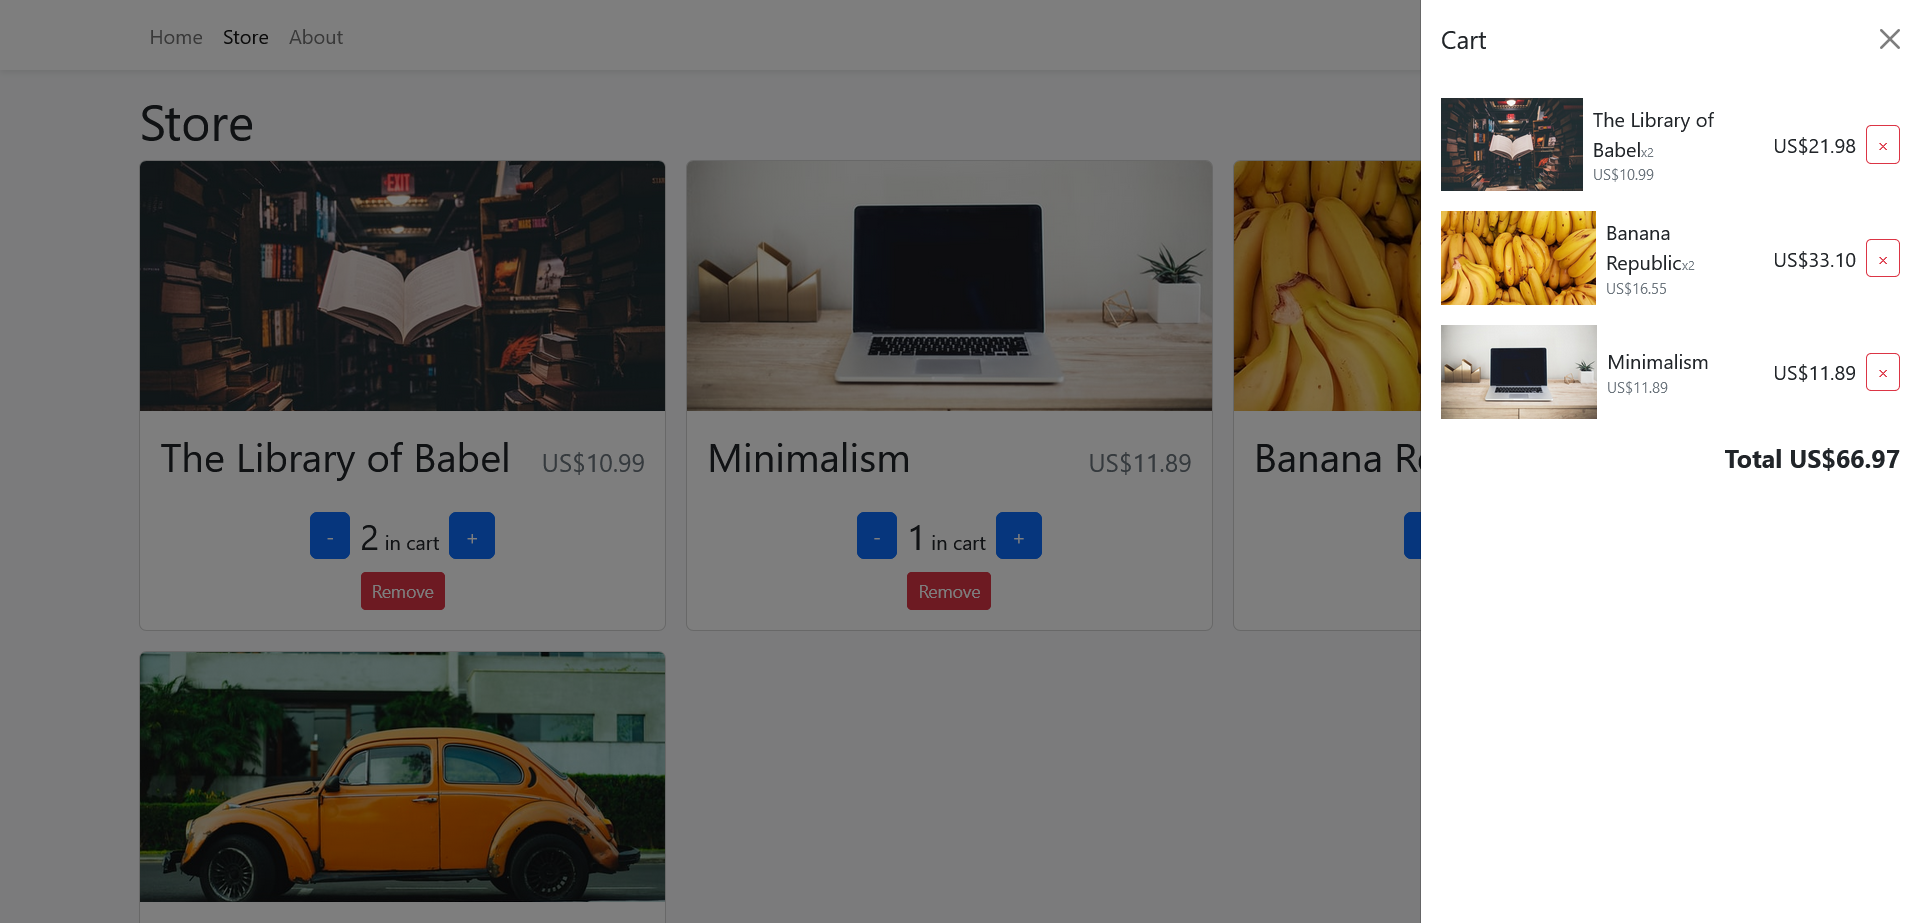 Home Store About
Store
EXIT
The Library of Babel US$10.99
- 2 in cart +
Remove
Minimalism US$11.89
- 1 in cart +
Remove
Banana R
Cart
The Library of
Babelx2
US$10.99
US$21.98
×
Banana
Republicx2
US$16.55
US$33.10
×
Minimalism
US$11.89
US$11.89
×
Total US$66.97